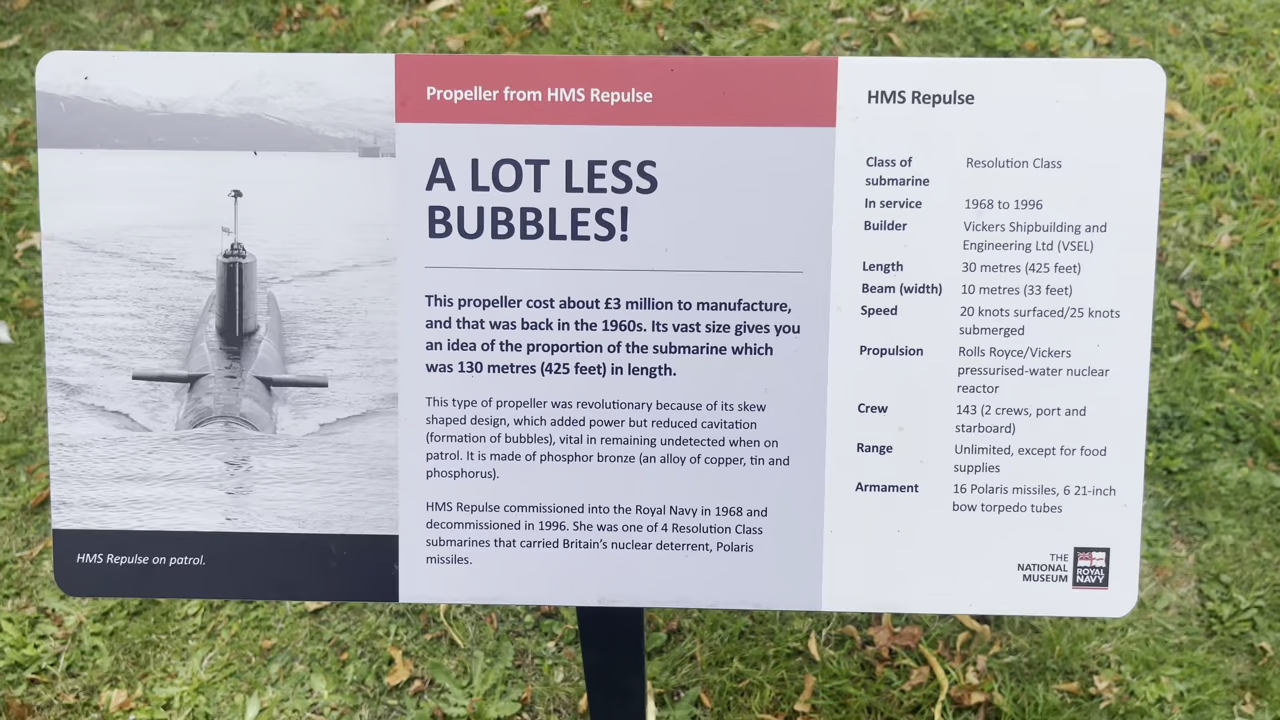 HMS Repulse on patrol.
Propeller from HMS Repulse
A LOT LESS
BUBBLES!
This propeller cost about £3 million to manufacture,
and that was back in the 1960s. Its vast size gives you
an idea of the proportion of the submarine which
was 130 metres (425 feet) in length.
This type of propeller was revolutionary because of its skew
shaped design, which added power but reduced cavitation
(formation of bubbles), vital in remaining undetected when on
patrol. It is made of phosphor bronze (an alloy of copper, tin and
phosphorus).
HMS Repulse commissioned into the Royal Navy in 1968 and
decommissioned in 1996. She was one of 4 Resolution Class
submarines that carried Britain's nuclear deterrent, Polaris
missiles.
HMS Repulse
Class of
submarine
Resolution Class
In service 1968 to 1996
Builder Vickers Shipbuilding and
Engineering Ltd (VSEL)
Length 30 metres (425 feet)
Beam (width) 10 metres (33 feet)
Speed 20 knots surfaced/25 knots
submerged
Propulsion Rolls Royce/Vickers
pressurised-water nuclear
reactor
Crew 143 (2 crews, port and
starboard)
Range Unlimited, except for food
supplies
Armament 16 Polaris missiles, 6 21-inch
bow torpedo tubes
THE
NATIONAL
MUSEUM
ROYAL
NAVY